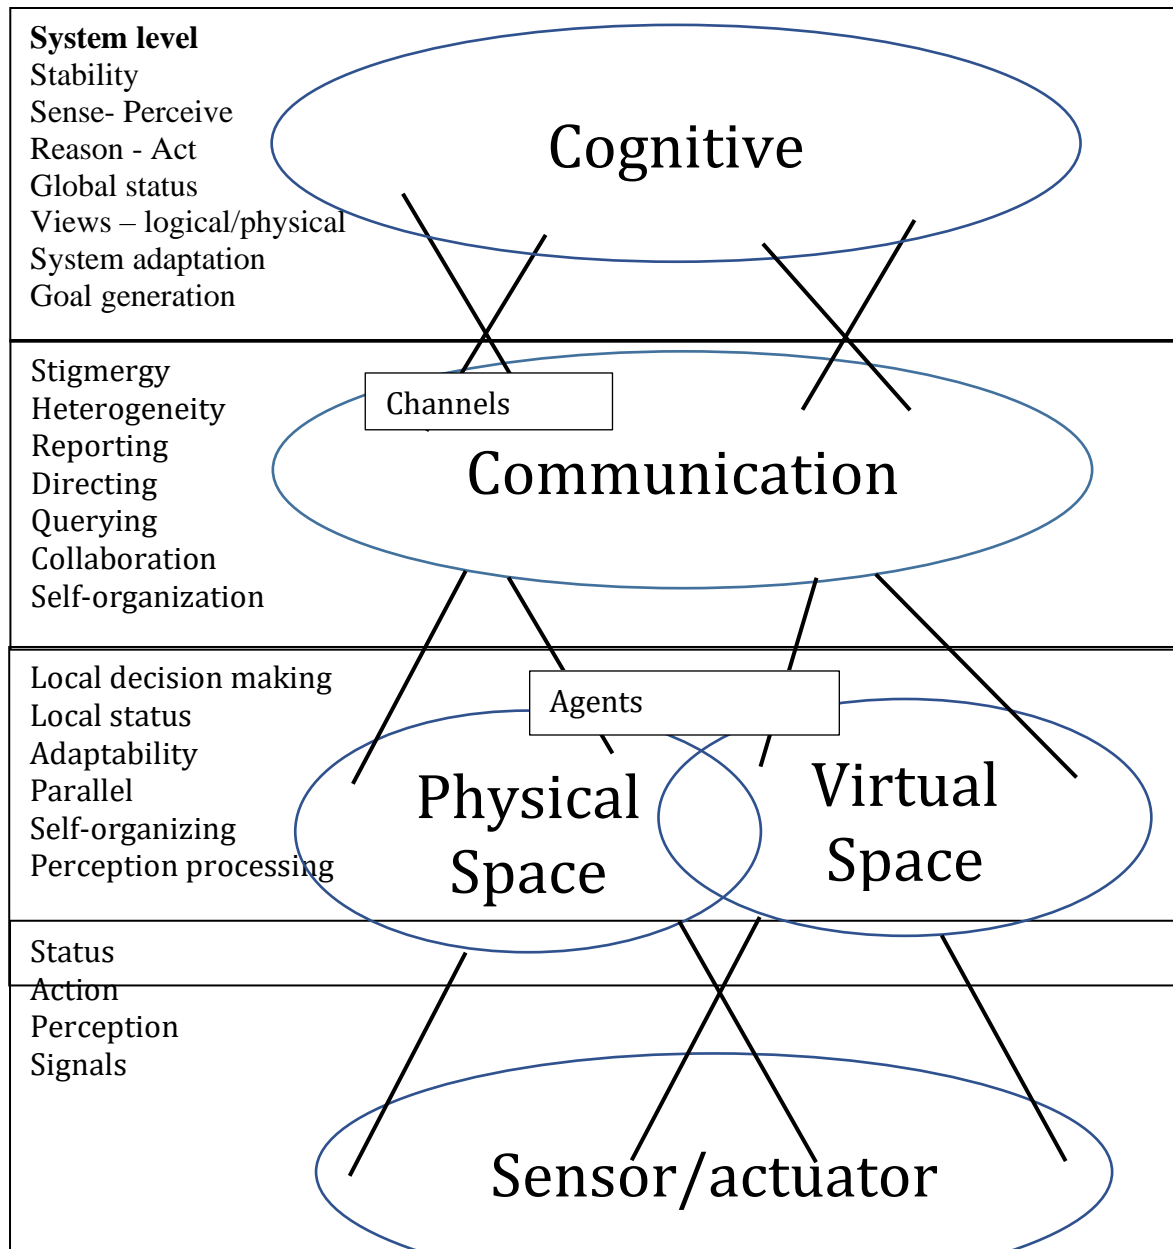 System level
Stability
Sense- Perceive
Reason - Act
Global status
Views – logical/physical
System adaptation
Goal generation
Cognitive
Stigmergy
Heterogeneity
Reporting
Directing
Querying
Collaboration
Self-organization
Channels
Communication
Local decision making
Local status
Adaptability
Parallel
Self-organizing
Perception processing
Agents
Physical
Space
Virtual
Space
Status
Action
Perception
Signals
Sensor/actuator